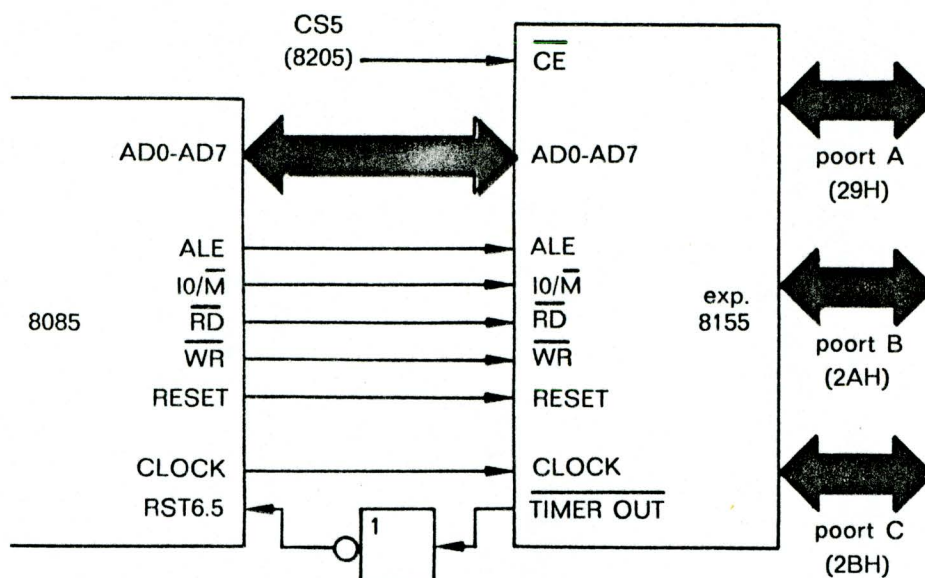 CS5
(8205)
CE
AD0-AD7
AD0-AD7
poort A
(29H)
ALE
ALE
IO/M
IO/M
8085
RD
RD
exp.
8155
WR
WR
poort B
(2AH)
RESET
RESET
CLOCK
CLOCK
RST6.5
1
TIMER OUT
poort C
(2BH)